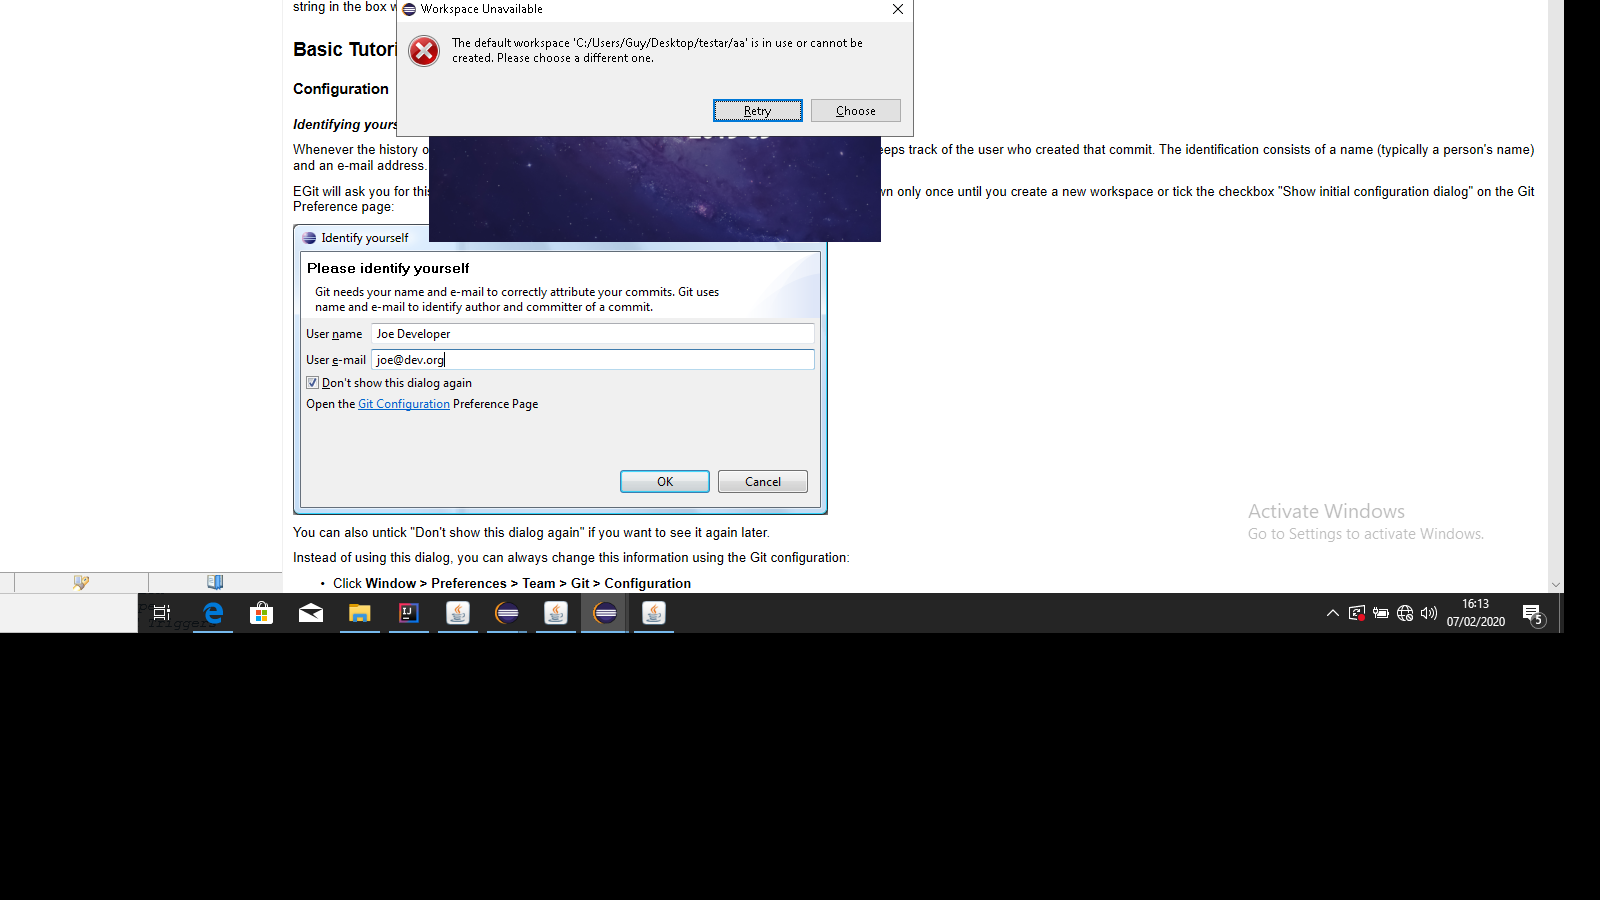 string in the box
Workspace Unavailable
The default workspace 'C:/Users/Guy/Desktop/testar/aa' is in use or cannot be
created. Please choose a different one.
Retry
Choose
Basic
Configuration
Identifying
Whenever the history
track of the user who created that commit. The identification consists of a name (typically a person's name)
and an e-mail address.
EGit will ask you for
only once until you create a new workspace or tick the checkbox "Show initial configuration dialog" on the Git
Preference page:
Identify yourself
Please identify yourself
Git needs your name and e-mail to correctly attribute your commits. Git uses
name and e-mail to identify author and committer of a commit.
User name Joe Developer
User e-mail joe@dev.org
Don't show this dialog again
Open the Git Configuration Preference Page
OK
Cancel
You can also untick "Don't show this dialog again" if you want to see it again later.
Instead of using this dialog, you can always change this information using the Git configuration:
• Click Window > Preferences > Team > Git > Configuration
Activate Windows
Go to Settings to activate Windows.
Triggers
IJ
16:13
07/02/2020
5